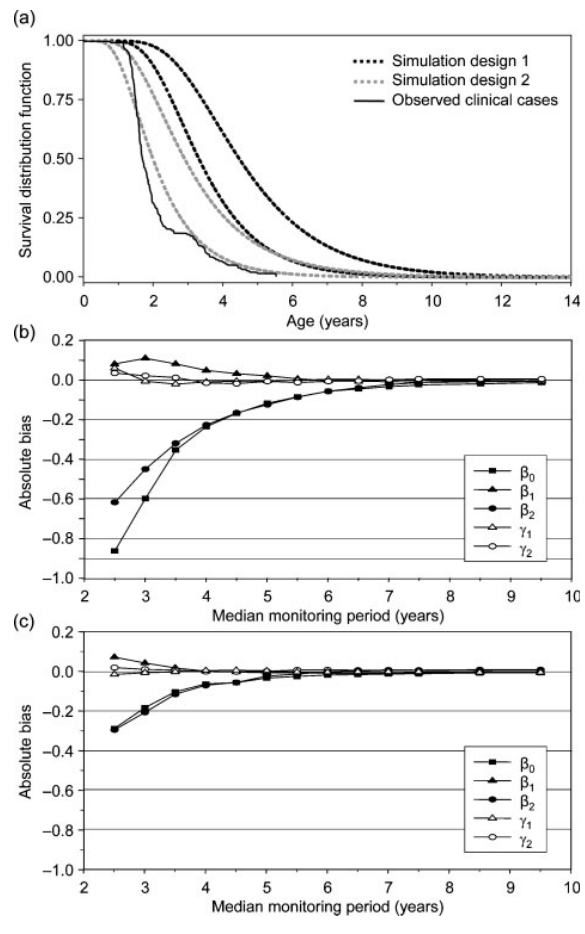 (a)
1.00
0.75
0.50
0.25
0.00
Survival distribution function
Simulation design 1
Simulation design 2
Observed clinical cases
0 2 4 6 8 10 12 14
Age (years)
(b)
0.2
0.0
–0.2
–0.4
–0.6
–0.8
–1.0
Absolute bias
β0
β1
β2
γ1
γ2
2 3 4 5 6 7 8 9 10
Median monitoring period (years)
(c)
0.2
0.0
–0.2
–0.4
–0.6
–0.8
–1.0
Absolute bias
β0
β1
β2
γ1
γ2
2 3 4 5 6 7 8 9 10
Median monitoring period (years)